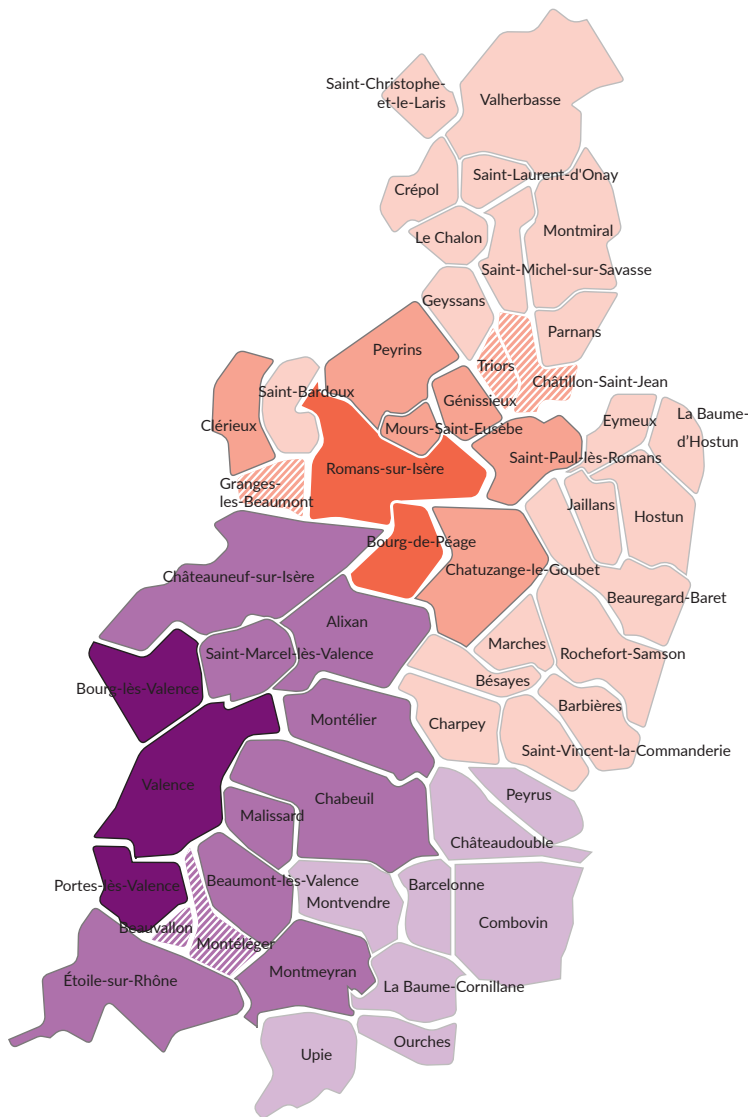 Saint-Christophe-
et-le-Laris
Valherbasse
Saint-Laurent-d'Onay
Crépol
Montmiral
Le Chalon
Saint-Michel-sur-Savasse
Geyssans
Parnans
Peyrins
Triors
Châtillon-Saint-Jean
Saint-Bardoux
Génissieux
La Baume-
d'Hostun
Eymeux
Clérieux
Mours-Saint-Eusèbe
Saint-Paul-lès-Romans
Romans-sur-Isère
Granges-
les-Beaumont
Jaillans
Hostun
Bourg-de-Péage
Chatuzange-le-Goubet
Châteauneuf-sur-Isère
Beauregard-Baret
Alixan
Marches
Saint-Marcel-lès-Valence
Rochefort-Samson
Bésayes
Bourg-lès-Valence
Barbières
Montélier
Charpey
Saint-Vincent-la-Commanderie
Valence
Chabeuil
Peyrus
Malissard
Châteaudouble
Portes-lès-Valence
Beaumont-lès-Valence
Barcelonne
Montvendre
Combovin
Beauvallon
Montéléger
Étoile-sur-Rhône
Montmeyran
La Baume-Cornillane
Ourches
Upie